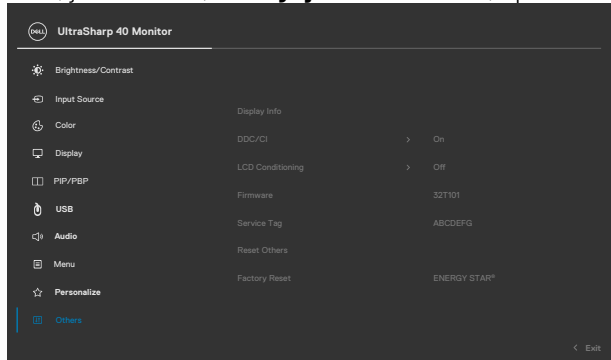 DELL UltraSharp 40 Monitor
Brightness/Contrast
Input Source
Color
Display
PIP/PBP
USB
Audio
Menu
Personalize
Others
Display Info
DDC/CI > On
LCD Conditioning > Off
Firmware 32T101
Service Tag ABCDEFG
Reset Others
Factory Reset ENERGY STAR®
< Exit